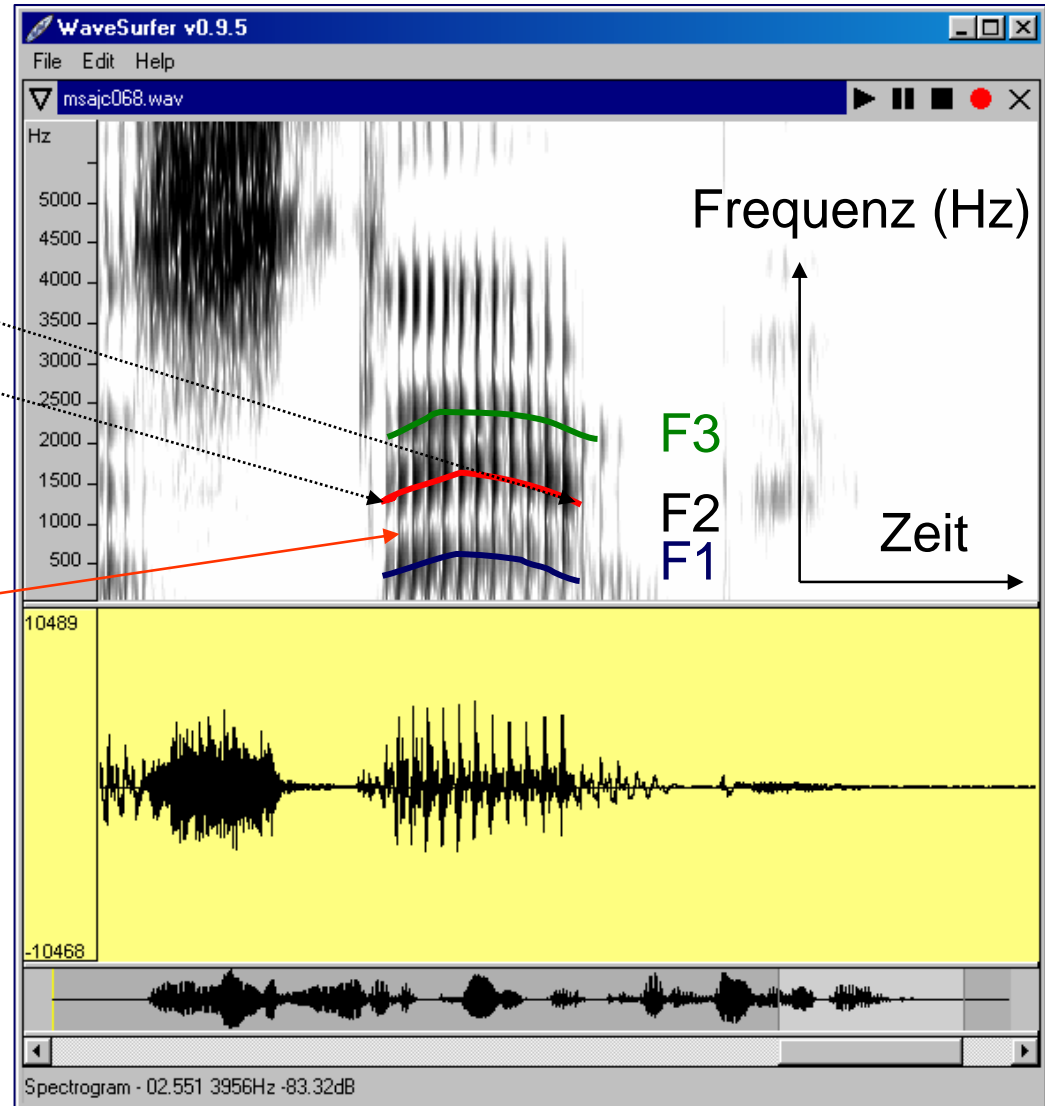 WaveSurfer v0.9.5
File Edit Help
msajc068.wav
Hz
5000
4500
4000
3500
3000
2500
2000
1500
1000
500
Frequenz (Hz)
F3
F2
F1
Zeit
10489
-10468
Spectrogram - 02.551 3956Hz -83.32dB